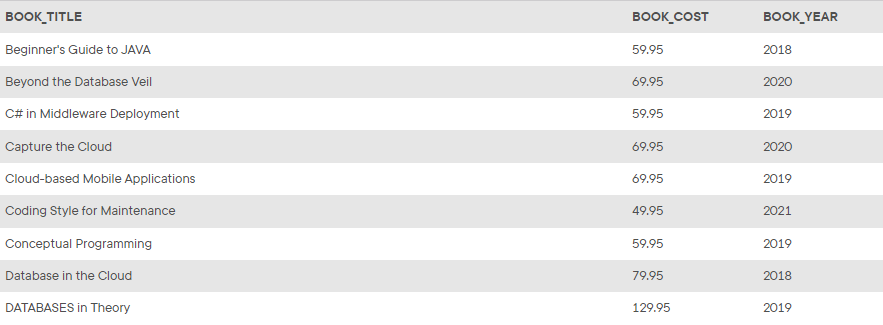 BOOK_TITLE BOOK_COST BOOK_YEAR
Beginner's Guide to JAVA 59.95 2018
Beyond the Database Veil 69.95 2020
C# in Middleware Deployment 59.95 2019
Capture the Cloud 69.95 2020
Cloud-based Mobile Applications 69.95 2019
Coding Style for Maintenance 49.95 2021
Conceptual Programming 59.95 2019
Database in the Cloud 79.95 2018
DATABASES in Theory 129.95 2019